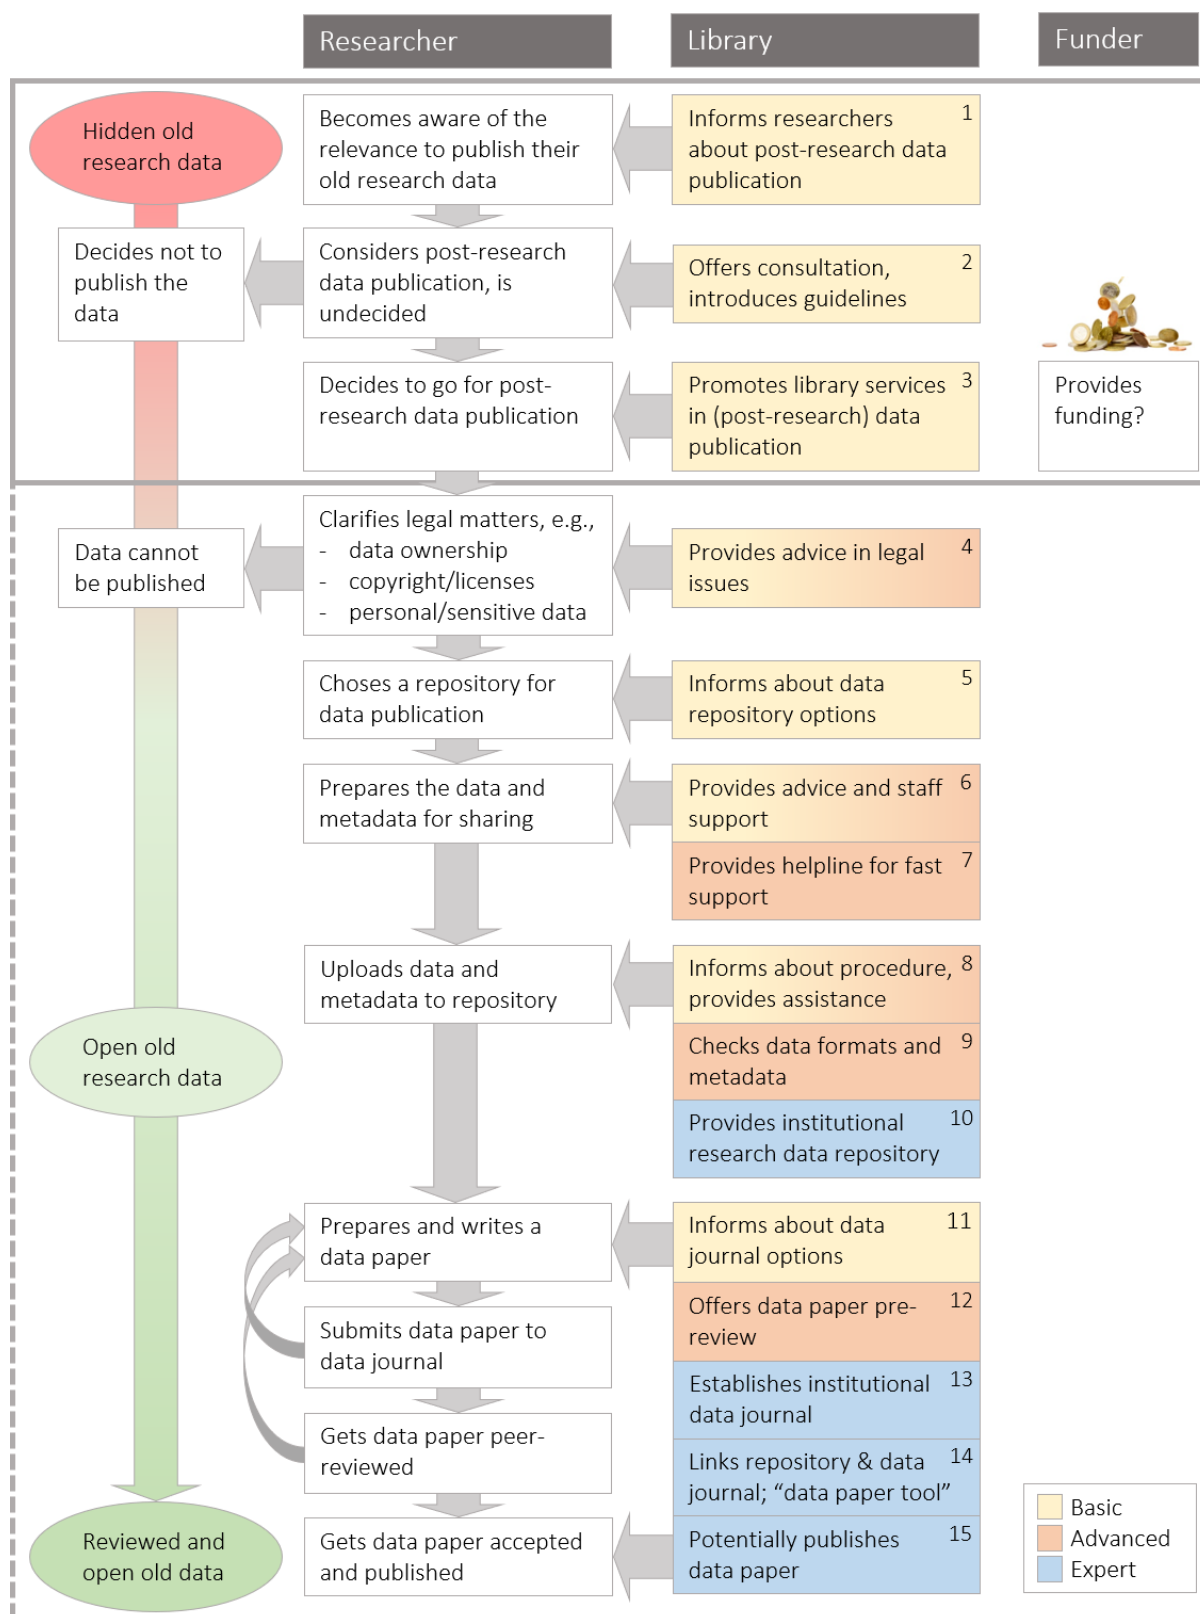 Researcher
Library
Funder
Hidden old
research data
Becomes aware of the
relevance to publish their
old research data
Informs researchers
about post-research data
publication
1
Decides not to
publish the
data
Considers post-research
data publication, is
undecided
Offers consultation,
introduces guidelines
2
Decides to go for post-
research data publication
Promotes library services
in (post-research) data
publication
3
Provides
funding?
Data cannot
be published
Clarifies legal matters, e.g.,
- data ownership
- copyright/licenses
- personal/sensitive data
Provides advice in legal
issues
4
Choses a repository for
data publication
Informs about data
repository options
5
Prepares the data and
metadata for sharing
Provides advice and staff
support
6
Provides helpline for fast
support
7
Uploads data and
metadata to repository
Informs about procedure,
provides assistance
8
Open old
research data
Checks data formats and
metadata
9
Provides institutional
research data repository
10
Prepares and writes a
data paper
Informs about data
journal options
11
Offers data paper pre-
review
12
Submits data paper to
data journal
Establishes institutional
data journal
13
Gets data paper peer-
reviewed
Links repository & data
journal; “data paper tool”
14
Reviewed and
open old data
Gets data paper accepted
and published
Potentially publishes
data paper
15
Basic
Advanced
Expert